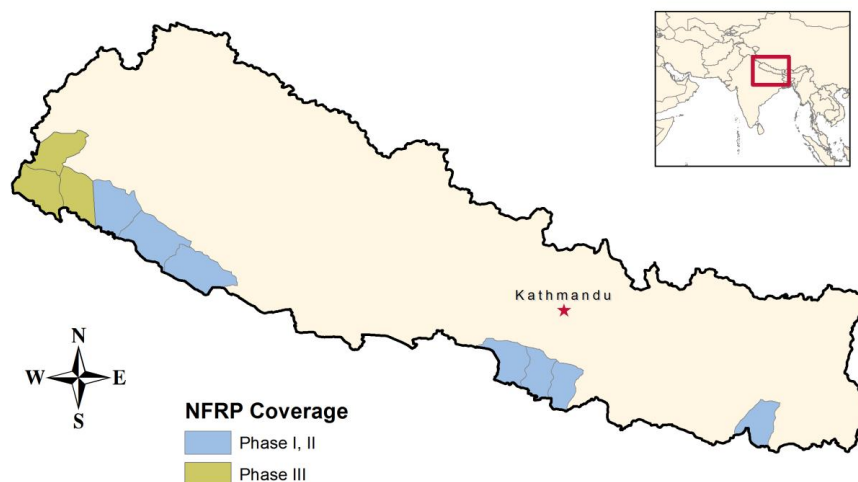 Kathmandu
N
W E
S
NFRP Coverage
Phase I, II
Phase III